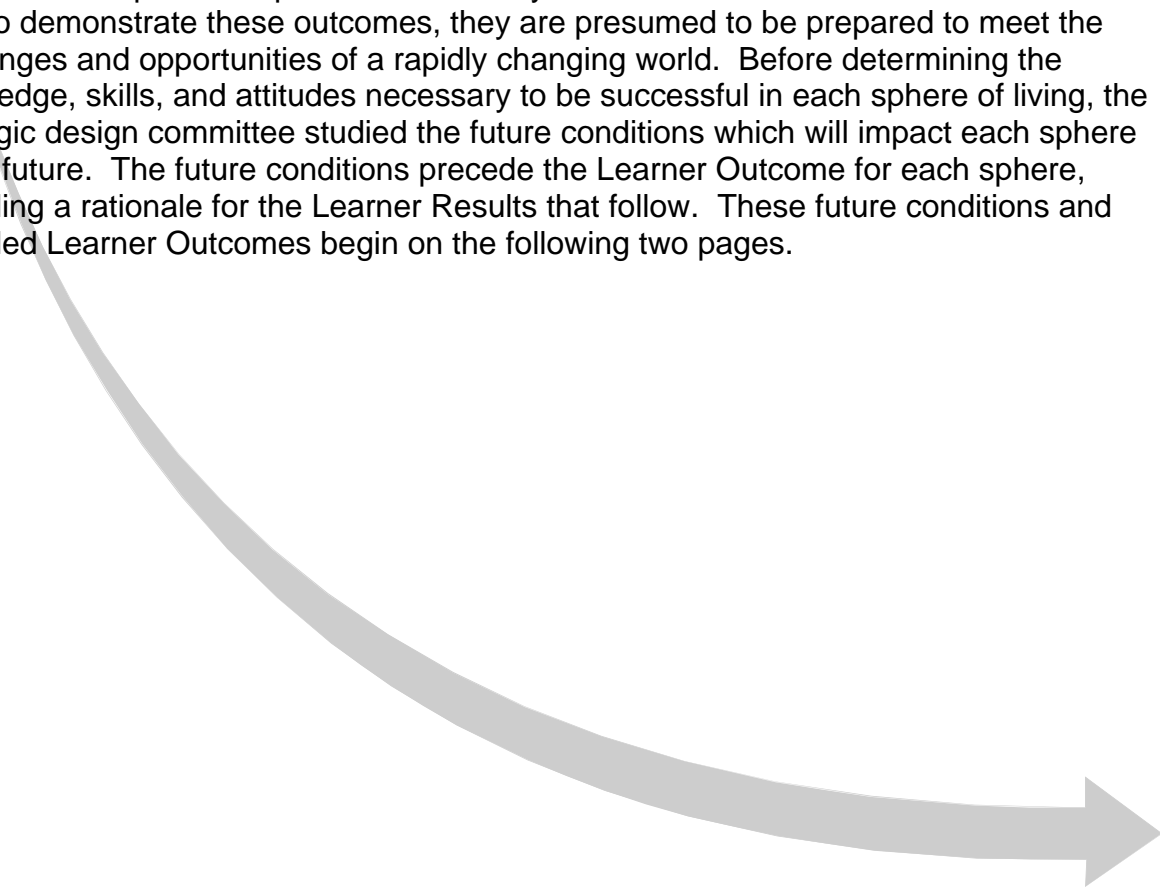 o demonstrate these outcomes, they are presumed to be prepared to meet the
nges and opportunities of a rapidly changing world.  Before determining the
edge, skills, and attitudes necessary to be successful in each sphere of living, the
gic design committee studied the future conditions which will impact each sphere
future.  The future conditions precede the Learner Outcome for each sphere,
ing a rationale for the Learner Results that follow.  These future conditions and
led Learner Outcomes begin on the following two pages.